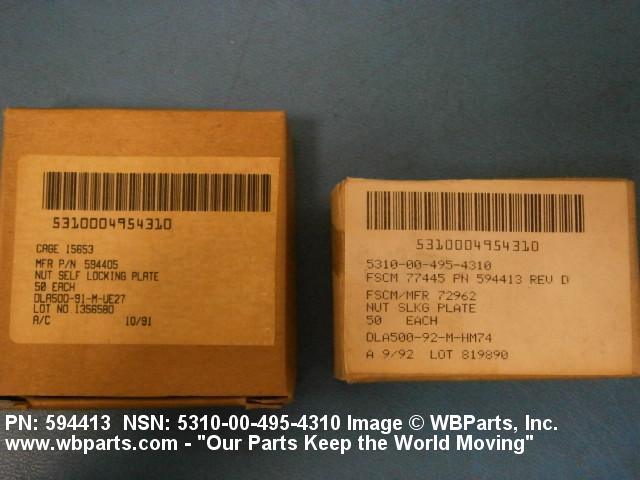 5310004954310
CAGE 15653
MFR P/N 594405
NUT SELF LOCKING PLATE
50 EACH
DLA500-91-M-UE27
LOT NO 1356580
A/C 10/91
5310004954310
5310-00-495-4310
FSCM 77445 PN 594413 REV D
FSCM/MFR 72962
NUT SLKG PLATE
50 EACH
DLA500-92-M-HM74
A 9/92 LOT 819890
PN: 594413 NSN: 5310-00-495-4310 Image © WBParts, Inc.
www.wbparts.com - "Our Parts Keep the World Moving"